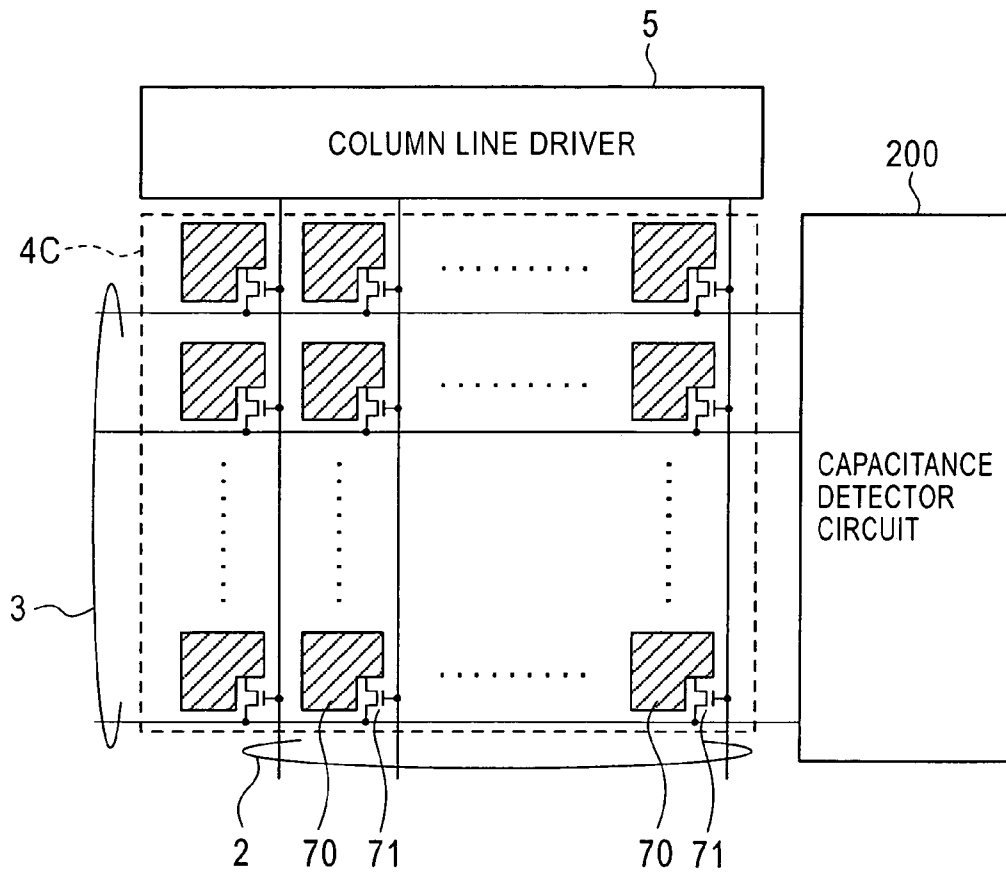 5
COLUMN LINE DRIVER
200
4C
CAPACITANCE
DETECTOR
CIRCUIT
3
2
70
71
70
71